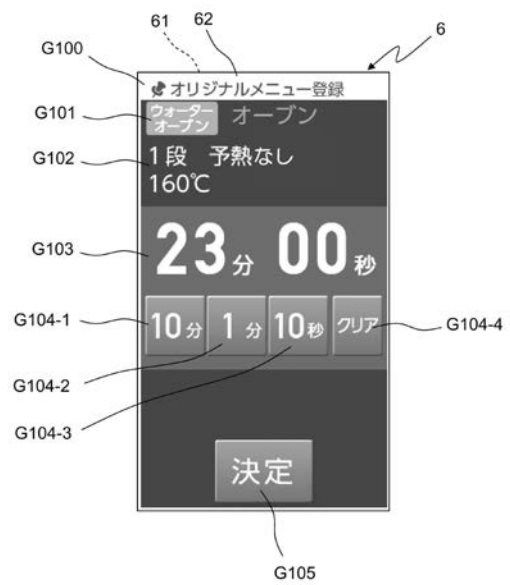 61
62
6
G100
オリジナルメニュー登録
G101
ウォーター
オーブン
オーブン
G102
1段 予熱なし
160℃
G103
23分 00秒
G104-1
10分 1分 10秒 クリア
G104-4
G104-2
G104-3
決定
G105